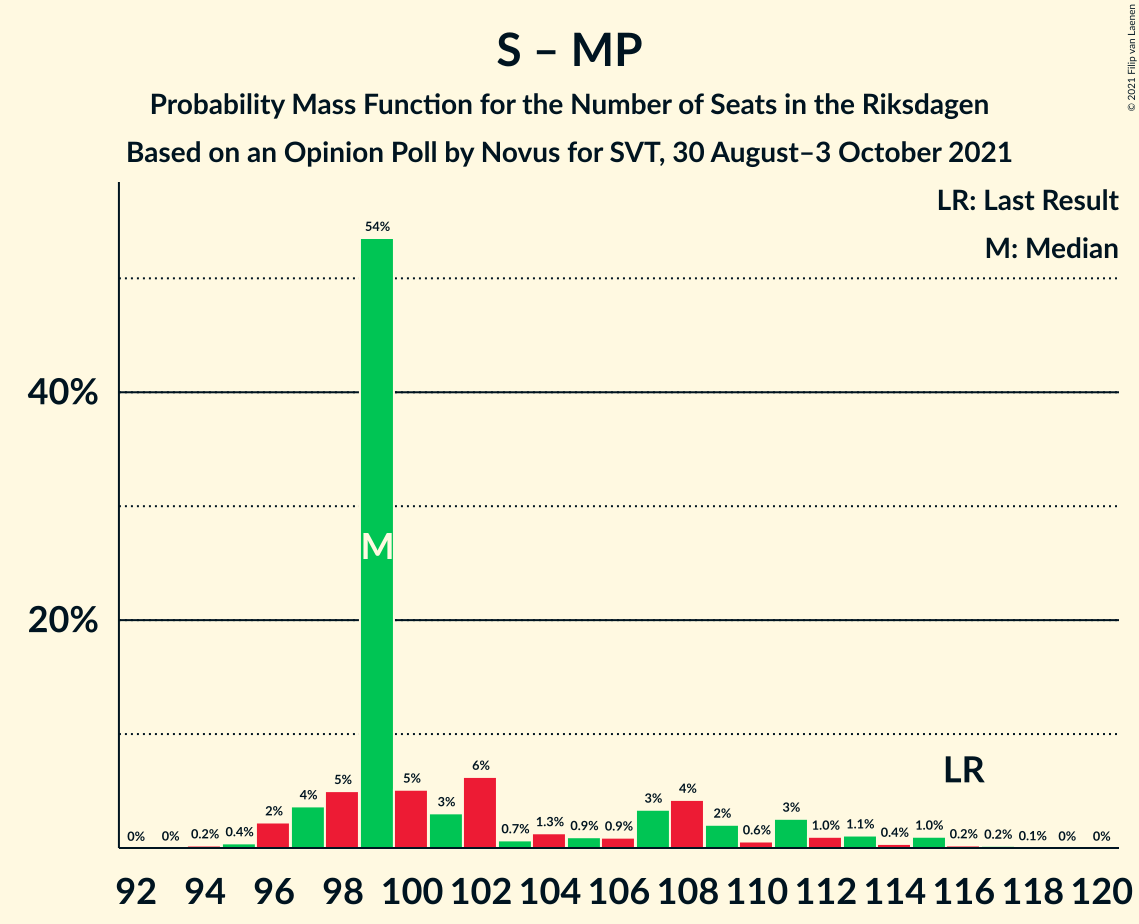 S – MP
Probability Mass Function for the Number of Seats in the Riksdagen
Based on an Opinion Poll by Novus for SVT, 30 August–3 October 2021
© 2021 Filip van Laenen
LR: Last Result
M: Median
40%
20%
0% 0% 0.2% 0.4% 2% 4% 5% 54% 5% 3% 6% 0.7% 1.3% 0.9% 0.9% 3% 4% 2% 0.6% 3% 1.0% 1.1% 0.4% 1.0% 0.2% 0.2% 0.1% 0% 0%
M
LR
92 94 96 98 100 102 104 106 108 110 112 114 116 118 120